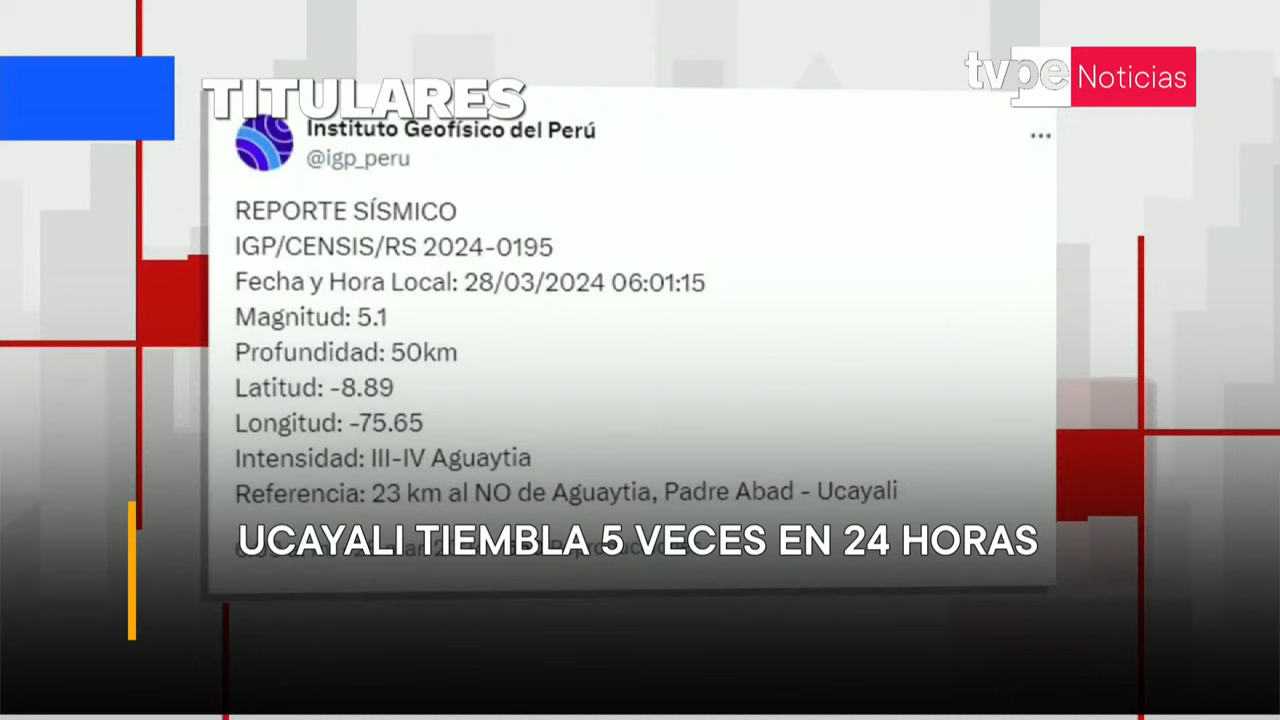 TITULARES
tvpe Noticias
Instituto Geofísico del Perú
@igp_peru
REPORTE SÍSMICO
IGP/CENSIS/RS 2024-0195
Fecha y Hora Local: 28/03/2024 06:01:15
Magnitud: 5.1
Profundidad: 50km
Latitud: -8.89
Longitud: -75.65
Intensidad: III-IV Aguaytia
Referencia: 23 km al NO de Aguaytia, Padre Abad - Ucayali
UCAYALI TIEMBLA 5 VECES EN 24 HORAS